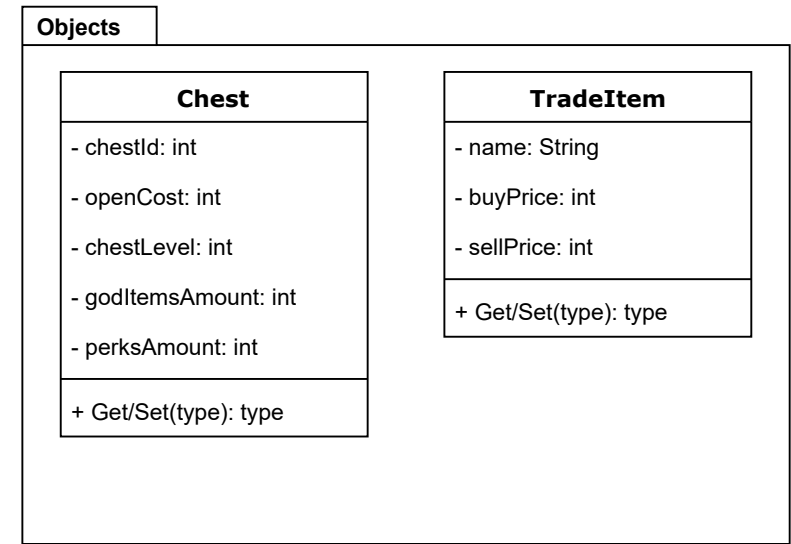 Objects
Chest
- chestId: int
- openCost: int
- chestLevel: int
- godItemsAmount: int
- perksAmount: int
+ Get/Set(type): type
TradeItem
- name: String
- buyPrice: int
- sellPrice: int
+ Get/Set(type): type